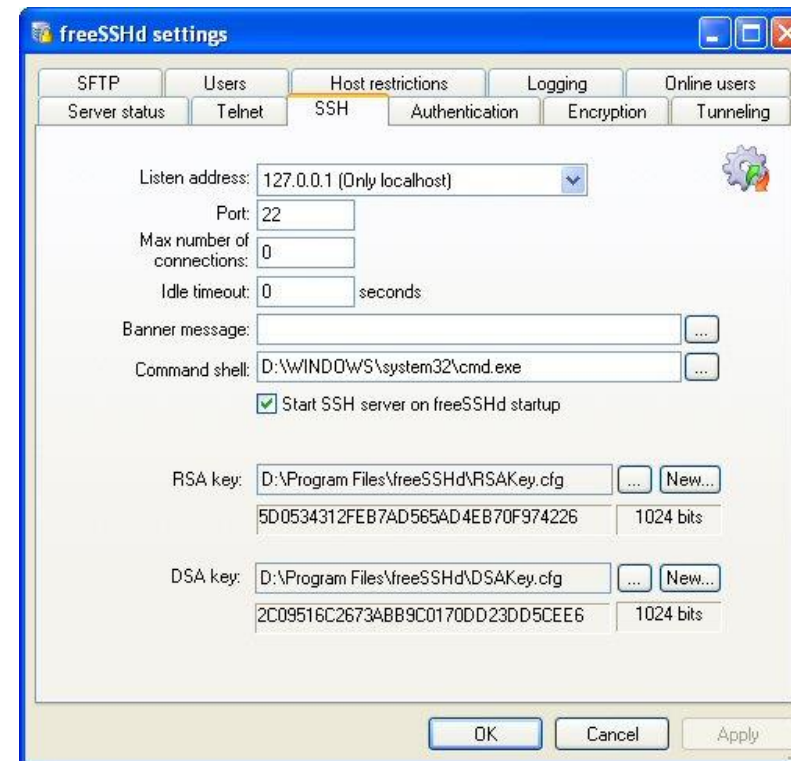 freeSSHd settings
SFTP Users Host restrictions Logging Online users
Server status Telnet SSH Authentication Encryption Tunneling
Listen address: 127.0.0.1 (Only localhost)
Port: 22
Max number of
connections: 0
Idle timeout: 0 seconds
Banner message: ...
Command shell: D:\WINDOWS\system32\cmd.exe ...
Start SSH server on freeSSHd startup
RSA key: D:\Program Files\freeSSHd\RSAKey.cfg ... New...
5D0534312FEB7AD565AD4EB70F974226 1024 bits
DSA key: D:\Program Files\freeSSHd\DSAKey.cfg ... New...
2C09516C2673ABB9C0170DD23DD5CEE6 1024 bits
OK Cancel Apply